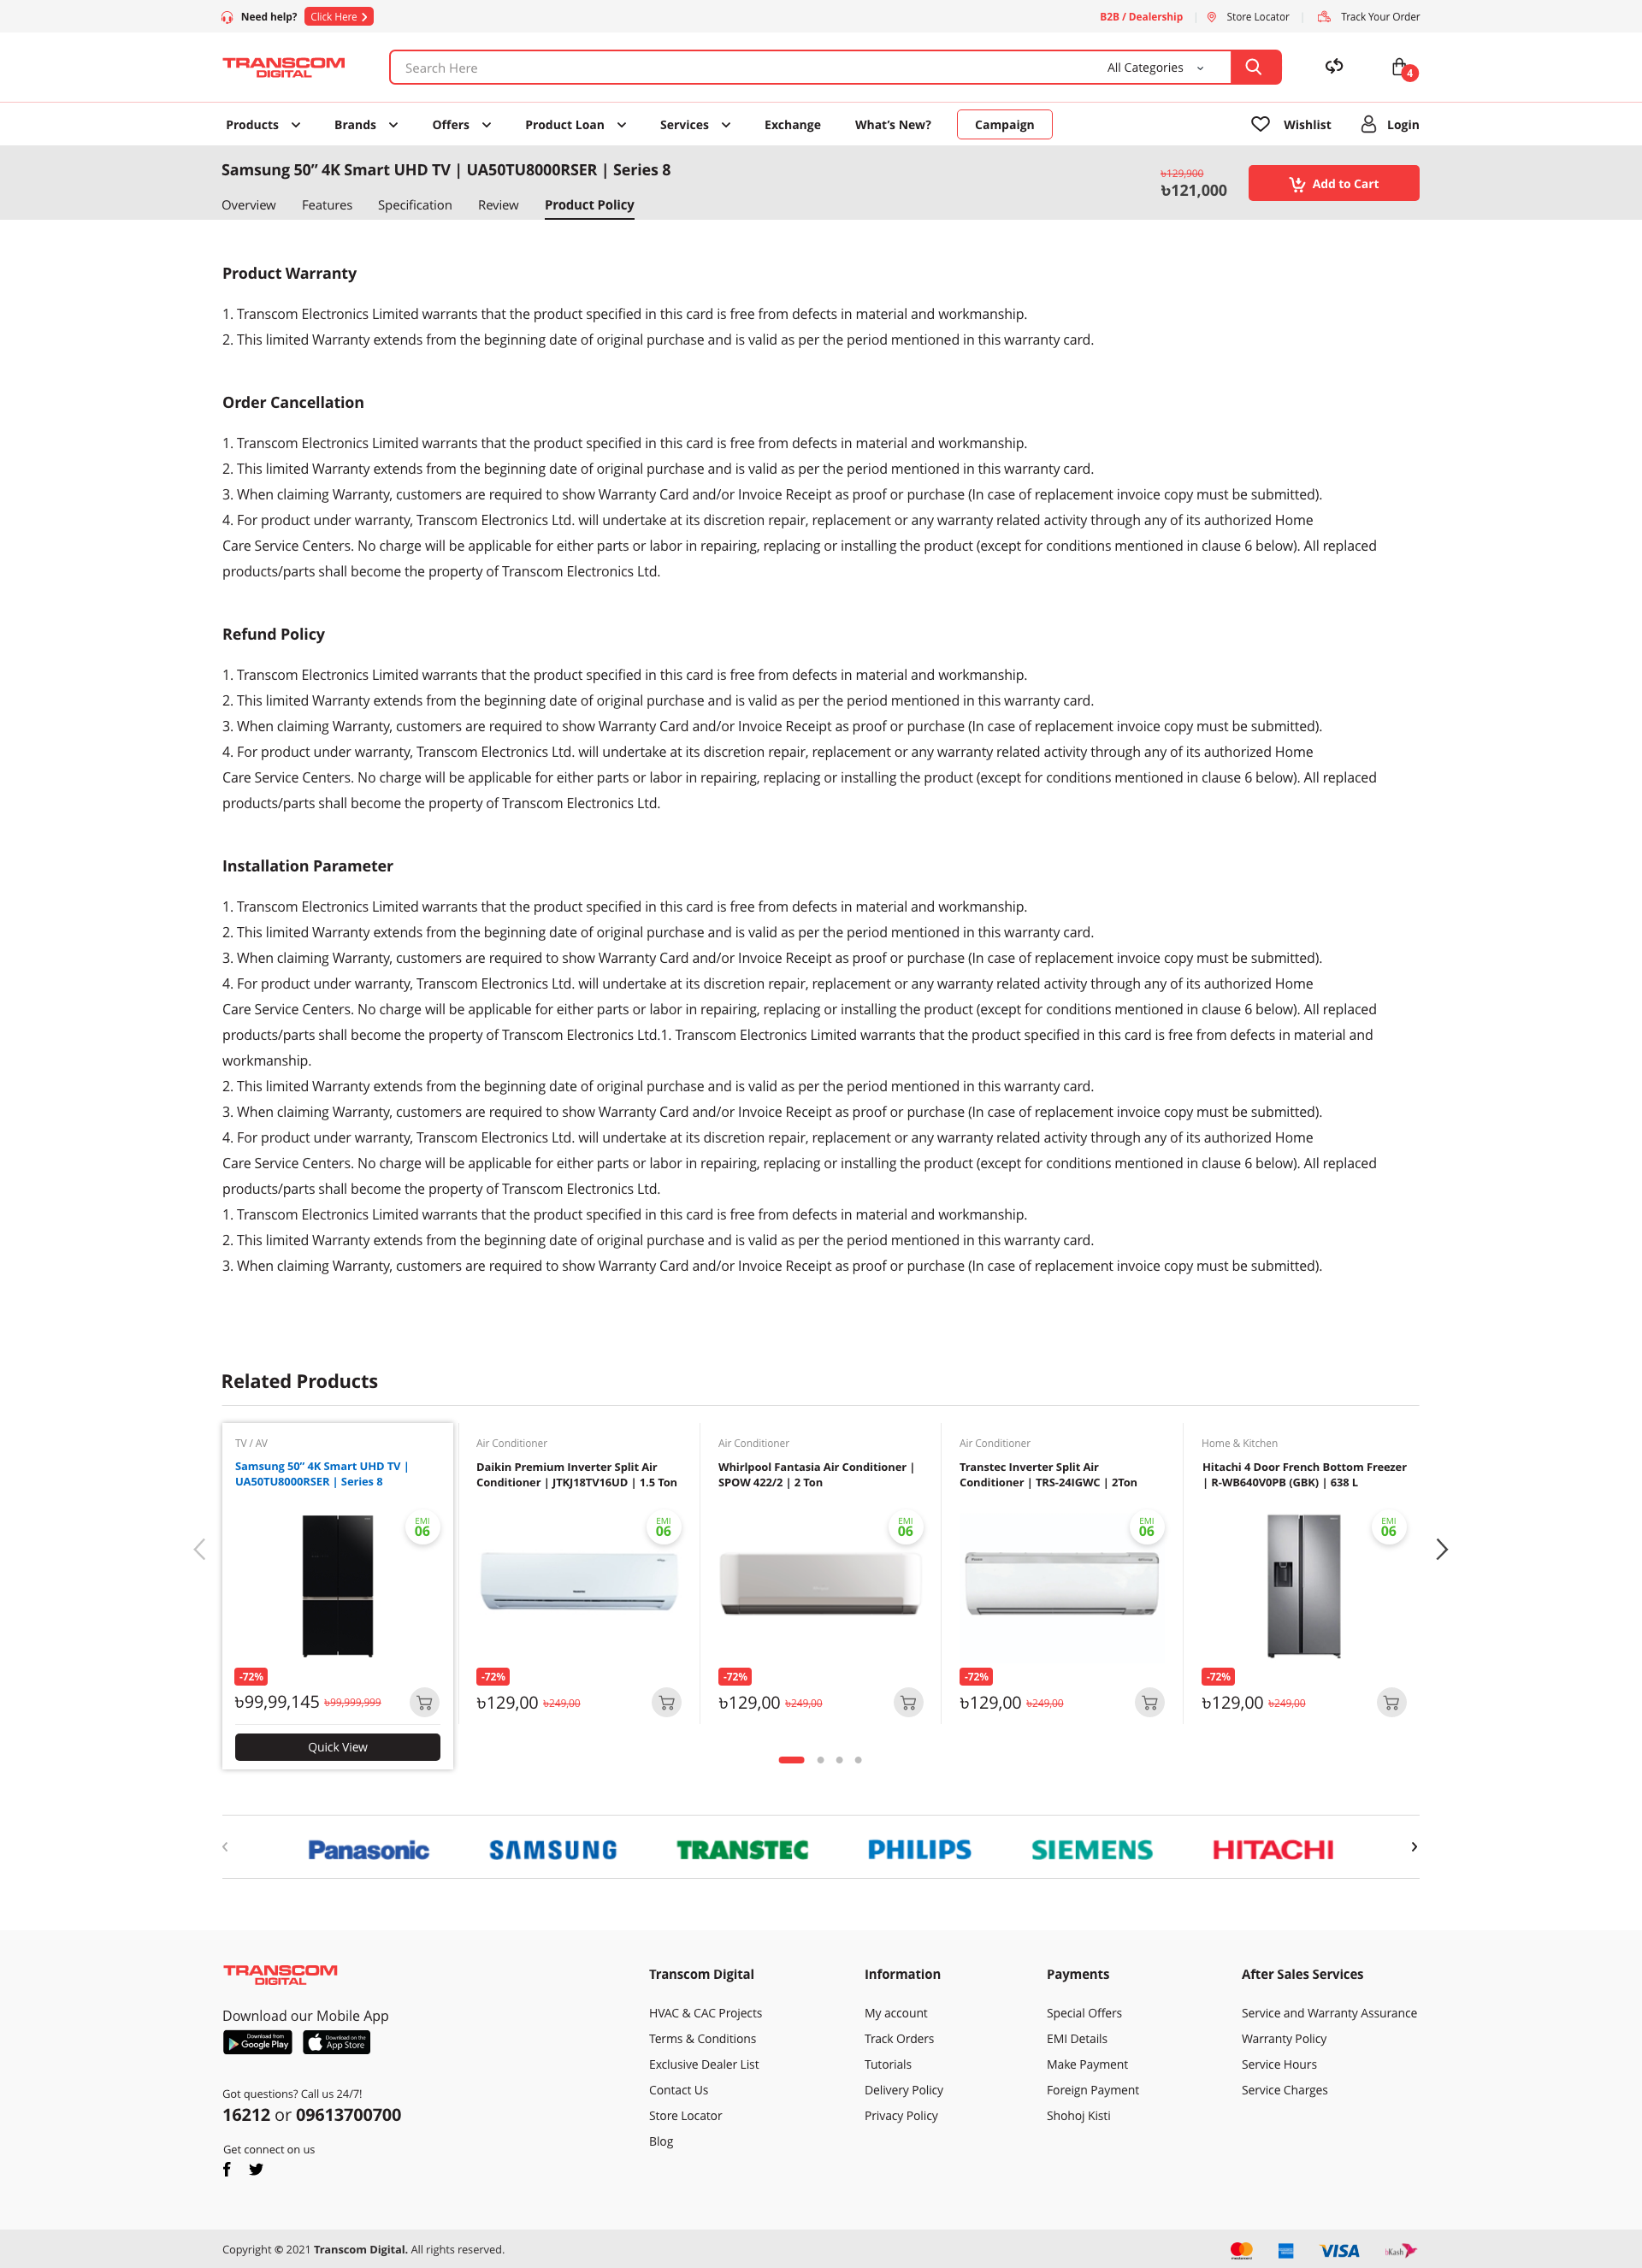 Need help? Click Here
B2B / Dealership | Store Locator | Track Your Order
TRANSCOM
DIGITAL
Search Here
All Categories
4
Products
Brands
Offers
Product Loan
Services
Exchange
What’s New?
Campaign
Wishlist
Login
Samsung 50” 4K Smart UHD TV | UA50TU8000RSER | Series 8
৳129,900
৳121,000
Add to Cart
Overview
Features
Specification
Review
Product Policy
Product Warranty
1. Transcom Electronics Limited warrants that the product specified in this card is free from defects in material and workmanship.
2. This limited Warranty extends from the beginning date of original purchase and is valid as per the period mentioned in this warranty card.
Order Cancellation
1. Transcom Electronics Limited warrants that the product specified in this card is free from defects in material and workmanship.
2. This limited Warranty extends from the beginning date of original purchase and is valid as per the period mentioned in this warranty card.
3. When claiming Warranty, customers are required to show Warranty Card and/or Invoice Receipt as proof or purchase (In case of replacement invoice copy must be submitted).
4. For product under warranty, Transcom Electronics Ltd. will undertake at its discretion repair, replacement or any warranty related activity through any of its authorized Home
Care Service Centers. No charge will be applicable for either parts or labor in repairing, replacing or installing the product (except for conditions mentioned in clause 6 below). All replaced
products/parts shall become the property of Transcom Electronics Ltd.
Refund Policy
1. Transcom Electronics Limited warrants that the product specified in this card is free from defects in material and workmanship.
2. This limited Warranty extends from the beginning date of original purchase and is valid as per the period mentioned in this warranty card.
3. When claiming Warranty, customers are required to show Warranty Card and/or Invoice Receipt as proof or purchase (In case of replacement invoice copy must be submitted).
4. For product under warranty, Transcom Electronics Ltd. will undertake at its discretion repair, replacement or any warranty related activity through any of its authorized Home
Care Service Centers. No charge will be applicable for either parts or labor in repairing, replacing or installing the product (except for conditions mentioned in clause 6 below). All replaced
products/parts shall become the property of Transcom Electronics Ltd.
Installation Parameter
1. Transcom Electronics Limited warrants that the product specified in this card is free from defects in material and workmanship.
2. This limited Warranty extends from the beginning date of original purchase and is valid as per the period mentioned in this warranty card.
3. When claiming Warranty, customers are required to show Warranty Card and/or Invoice Receipt as proof or purchase (In case of replacement invoice copy must be submitted).
4. For product under warranty, Transcom Electronics Ltd. will undertake at its discretion repair, replacement or any warranty related activity through any of its authorized Home
Care Service Centers. No charge will be applicable for either parts or labor in repairing, replacing or installing the product (except for conditions mentioned in clause 6 below). All replaced
products/parts shall become the property of Transcom Electronics Ltd.1. Transcom Electronics Limited warrants that the product specified in this card is free from defects in material and
workmanship.
2. This limited Warranty extends from the beginning date of original purchase and is valid as per the period mentioned in this warranty card.
3. When claiming Warranty, customers are required to show Warranty Card and/or Invoice Receipt as proof or purchase (In case of replacement invoice copy must be submitted).
4. For product under warranty, Transcom Electronics Ltd. will undertake at its discretion repair, replacement or any warranty related activity through any of its authorized Home
Care Service Centers. No charge will be applicable for either parts or labor in repairing, replacing or installing the product (except for conditions mentioned in clause 6 below). All replaced
products/parts shall become the property of Transcom Electronics Ltd.
1. Transcom Electronics Limited warrants that the product specified in this card is free from defects in material and workmanship.
2. This limited Warranty extends from the beginning date of original purchase and is valid as per the period mentioned in this warranty card.
3. When claiming Warranty, customers are required to show Warranty Card and/or Invoice Receipt as proof or purchase (In case of replacement invoice copy must be submitted).
Related Products
TV / AV
Samsung 50” 4K Smart UHD TV |
UA50TU8000RSER | Series 8
EMI
06
-72%
৳99,99,145 ৳99,999,999
Quick View
Air Conditioner
Daikin Premium Inverter Split Air
Conditioner | JTKJ18TV16UD | 1.5 Ton
EMI
06
-72%
৳129,00 ৳249,00
Air Conditioner
Whirlpool Fantasia Air Conditioner |
SPOW 422/2 | 2 Ton
EMI
06
-72%
৳129,00 ৳249,00
Air Conditioner
Transtec Inverter Split Air
Conditioner | TRS-24IGWC | 2Ton
EMI
06
-72%
৳129,00 ৳249,00
Home & Kitchen
Hitachi 4 Door French Bottom Freezer
| R-WB640V0PB (GBK) | 638 L
EMI
06
-72%
৳129,00 ৳249,00
Panasonic
SAMSUNG
TRANSTEC
PHILIPS
SIEMENS
HITACHI
TRANSCOM
DIGITAL
Download our Mobile App
Download from
Google Play
Download on the
App Store
Got questions? Call us 24/7!
16212 or 09613700700
Get connect on us
Transcom Digital
HVAC & CAC Projects
Terms & Conditions
Exclusive Dealer List
Contact Us
Store Locator
Blog
Information
My account
Track Orders
Tutorials
Delivery Policy
Privacy Policy
Payments
Special Offers
EMI Details
Make Payment
Foreign Payment
Shohoj Kisti
After Sales Services
Service and Warranty Assurance
Warranty Policy
Service Hours
Service Charges
Copyright © 2021 Transcom Digital. All rights reserved.
VISA
bKash